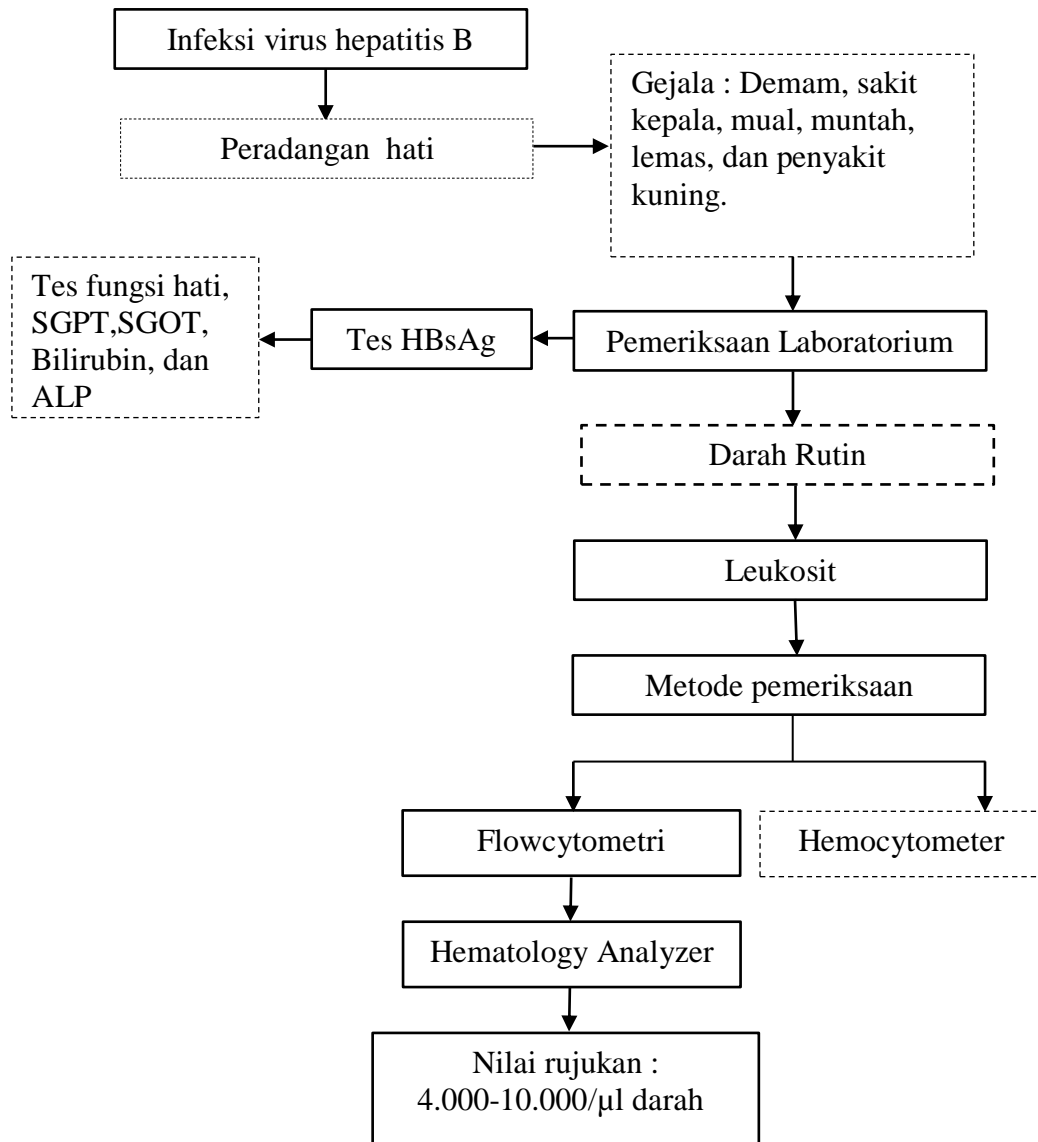 Infeksi virus hepatitis B
Gejala : Demam, sakit
kepala, mual, muntah,
lemas, dan penyakit
kuning.
Peradangan hati
Tes fungsi hati,
SGPT,SGOT,
Bilirubin, dan
ALP
Tes HBsAg
Pemeriksaan Laboratorium
Darah Rutin
Leukosit
Metode pemeriksaan
Flowcytometri
Hemocytometer
Hematology Analyzer
Nilai rujukan :
4.000-10.000/µl darah